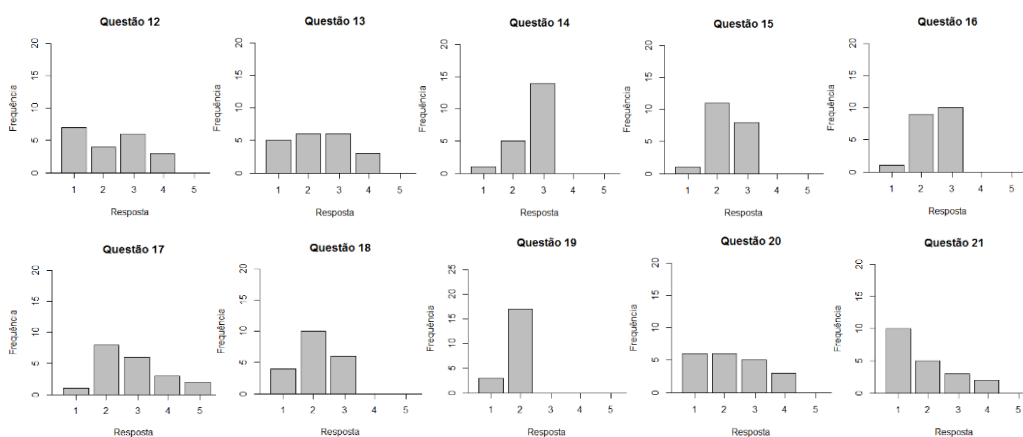 Questão 12
Frequência
0 5 10 15 20
1 2 3 4 5
Resposta
Questão 13
Frequência
0 5 10 15 20
1 2 3 4 5
Resposta
Questão 14
Frequência
0 5 10 15 20
1 2 3 4 5
Resposta
Questão 15
Frequência
0 5 10 15 20
1 2 3 4 5
Resposta
Questão 16
Frequência
0 5 10 15 20
1 2 3 4 5
Resposta
Questão 17
Frequência
0 5 10 15 20
1 2 3 4 5
Resposta
Questão 18
Frequência
0 5 10 15 20
1 2 3 4 5
Resposta
Questão 19
Frequência
0 5 10 15 20 25
1 2 3 4 5
Resposta
Questão 20
Frequência
0 5 10 15 20
1 2 3 4 5
Resposta
Questão 21
Frequência
0 5 10 15 20
1 2 3 4 5
Resposta